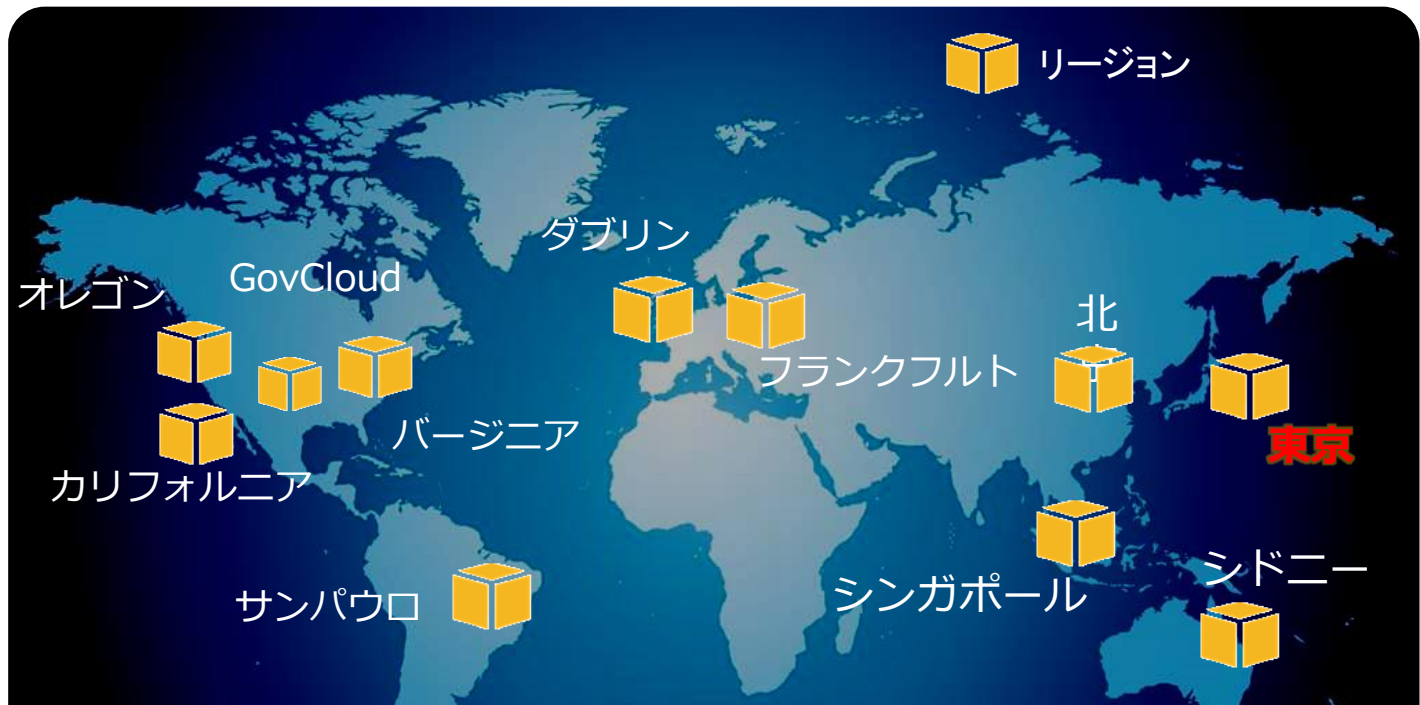 リージョン
ダブリン
GovCloud
オレゴン
北
フランクフルト
バージニア
東京
カリフォルニア
シドニー
シンガポール
サンパウロ